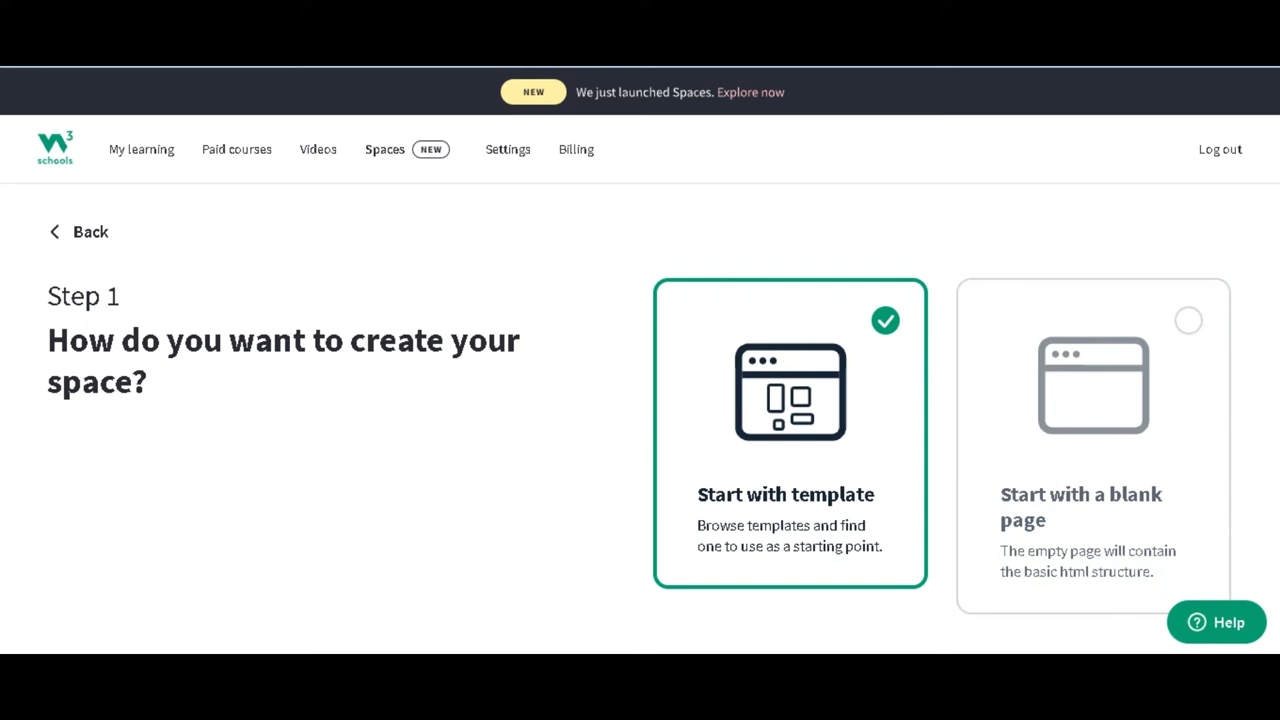 NEW We just launched Spaces. Explore now
W3 schools My learning Paid courses Videos Spaces NEW Settings Billing Log out
Back
Step 1
How do you want to create your
space?
Start with template
Browse templates and find
one to use as a starting point.
Start with a blank
page
The empty page will contain
the basic html structure.
Help